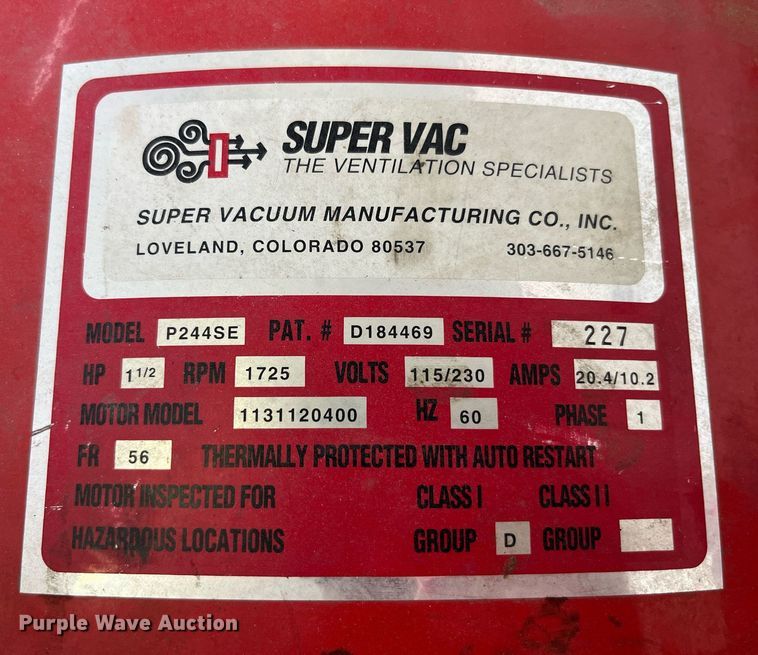 SUPER VAC
THE VENTILATION SPECIALISTS
SUPER VACUUM MANUFACTURING CO., INC.
LOVELAND, COLORADO 80537 303-667-5146
MODEL P244SE PAT. # D184469 SERIAL # 227
HP 1 1/2 RPM 1725 VOLTS 115/230 AMPS 20.4/10.2
MOTOR MODEL 1131120400 HZ 60 PHASE 1
FR 56 THERMALLY PROTECTED WITH AUTO RESTART
MOTOR INSPECTED FOR CLASS I CLASS II
HAZARDOUS LOCATIONS GROUP D GROUP
Purple Wave Auction